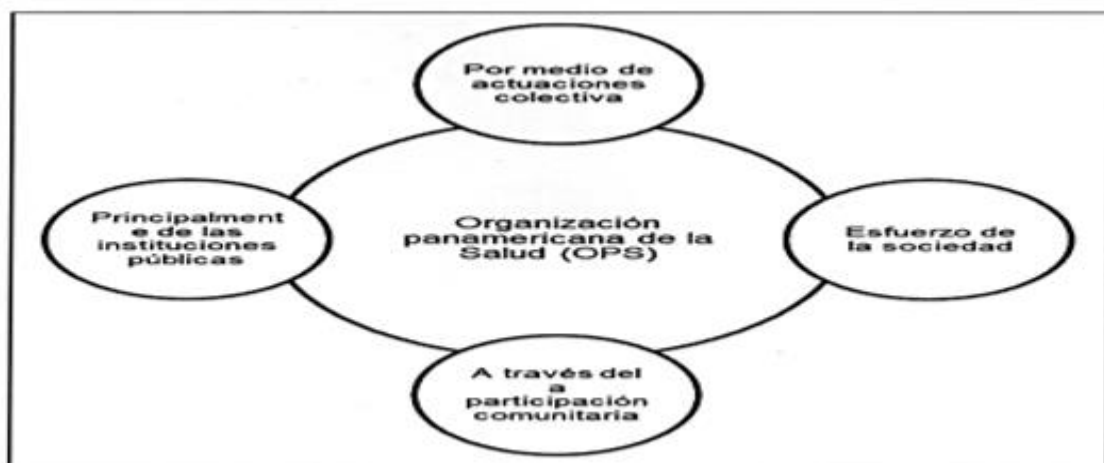 Por medio de
actuaciones
colectiva
Principalment
e de las
instituciones
públicas
Organización
panamericana de la
Salud (OPS)
Esfuerzo de
la sociedad
A través del
a
participación
comunitaria